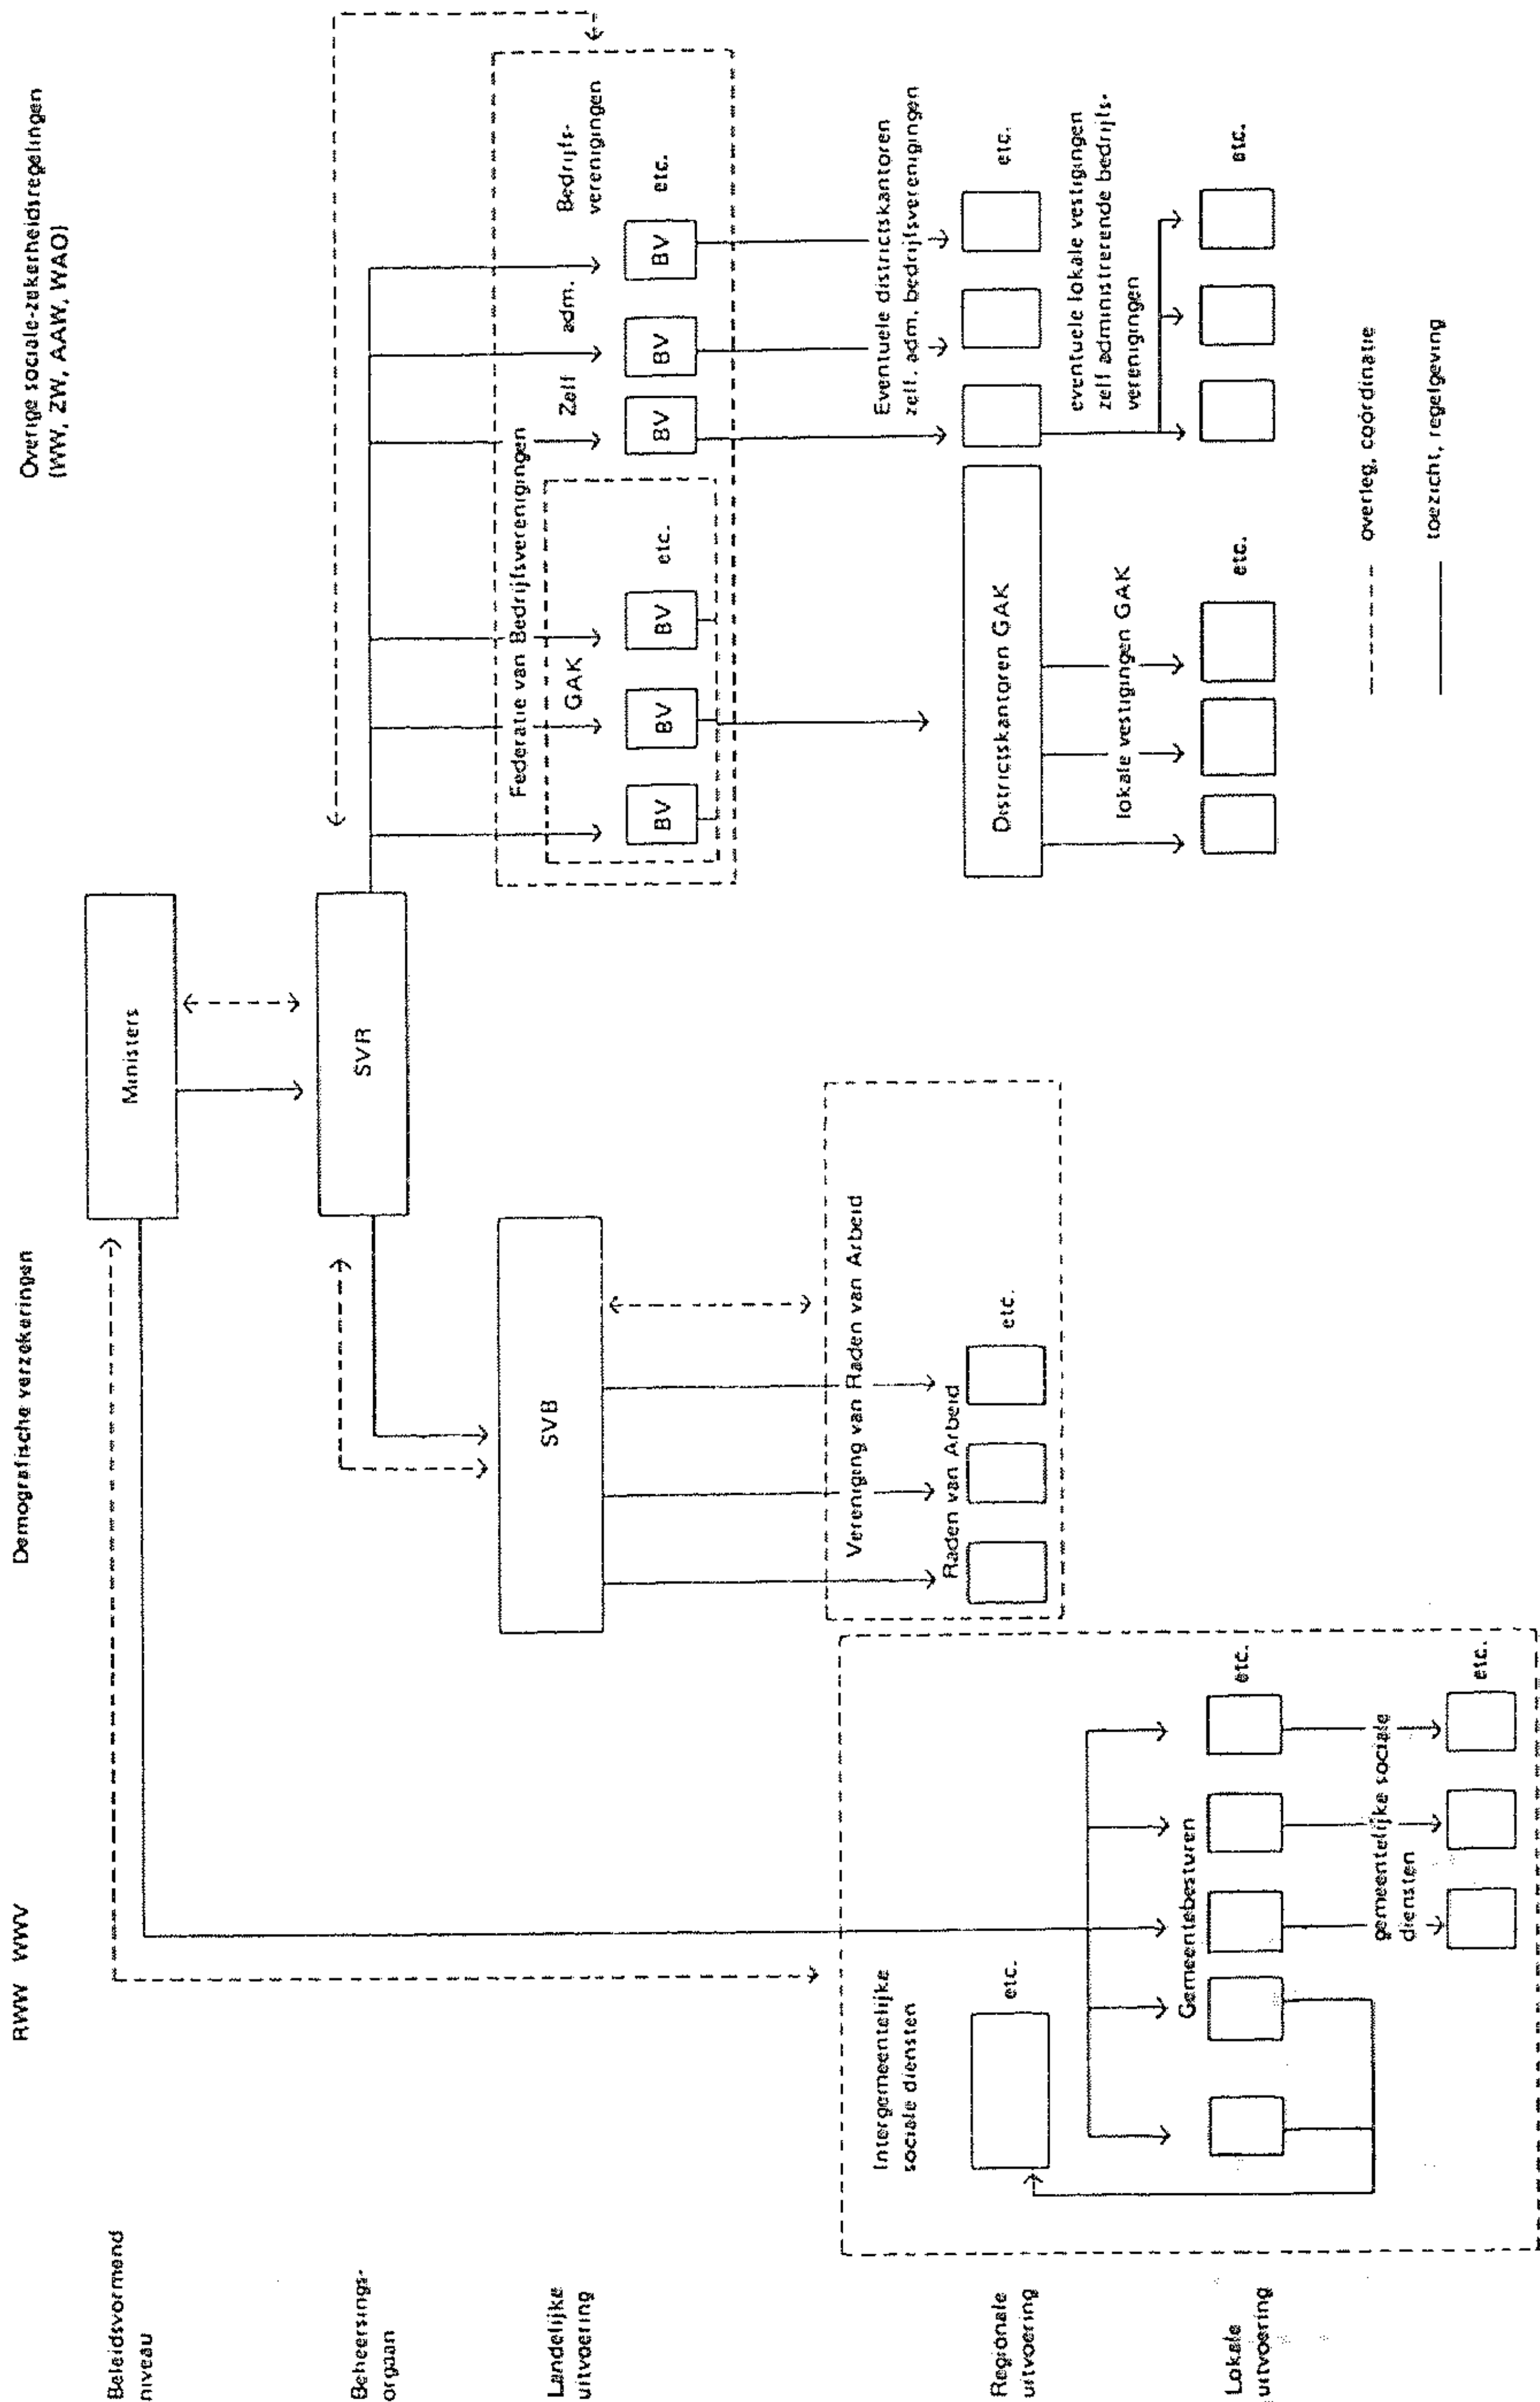 RWW WWV
Demografische verzekeringen
Overige sociale-zekerheidsregelingen
(WW, ZW, AAW, WAO)
Beleidsvormend
niveau
Ministers
Beheersings-
orgaan
SVR
Landelijke
uitvoering
SVB
Federatie van Bedrijfsverenigingen
GAK
Zelf adm. Bedrijfs-
verenigingen
BV
BV
BV
etc.
BV
BV
BV
etc.
Regionale
uitvoering
Intergemeentelijke
sociale diensten
etc.
Vereniging van Raden van Arbeid
Raden van Arbeid
etc.
Districtskantoren GAK
Eventuele districtskantoren
zelf. adm. bedrijfsverenigingen
etc.
Lokale
uitvoering
Gemeentebesturen
etc.
gemeentelijke sociale
diensten
etc.
lokale vestigingen GAK
etc.
eventuele lokale vestigingen
zelf administrerende bedrijfs-
verenigingen
etc.
overleg, coördinatie
toezicht, regelgeving